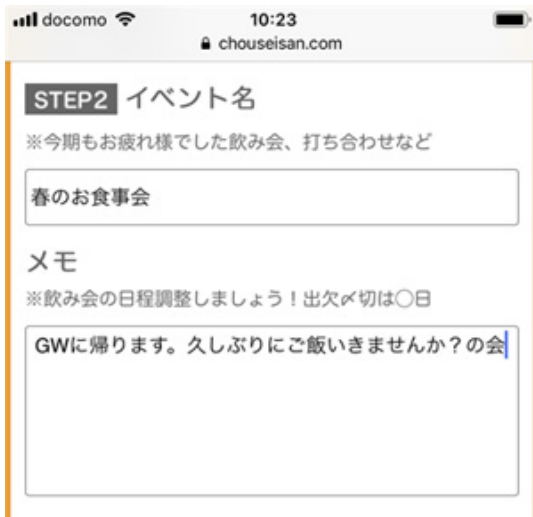 docomo 10:23
chouseisan.com
STEP2 イベント名
※今期もお疲れ様でした飲み会、打ち合わせなど
春のお食事会
メモ
※飲み会の日程調整しましょう！出欠〆切は◯日
GWに帰ります。久しぶりにご飯いきませんか？の会